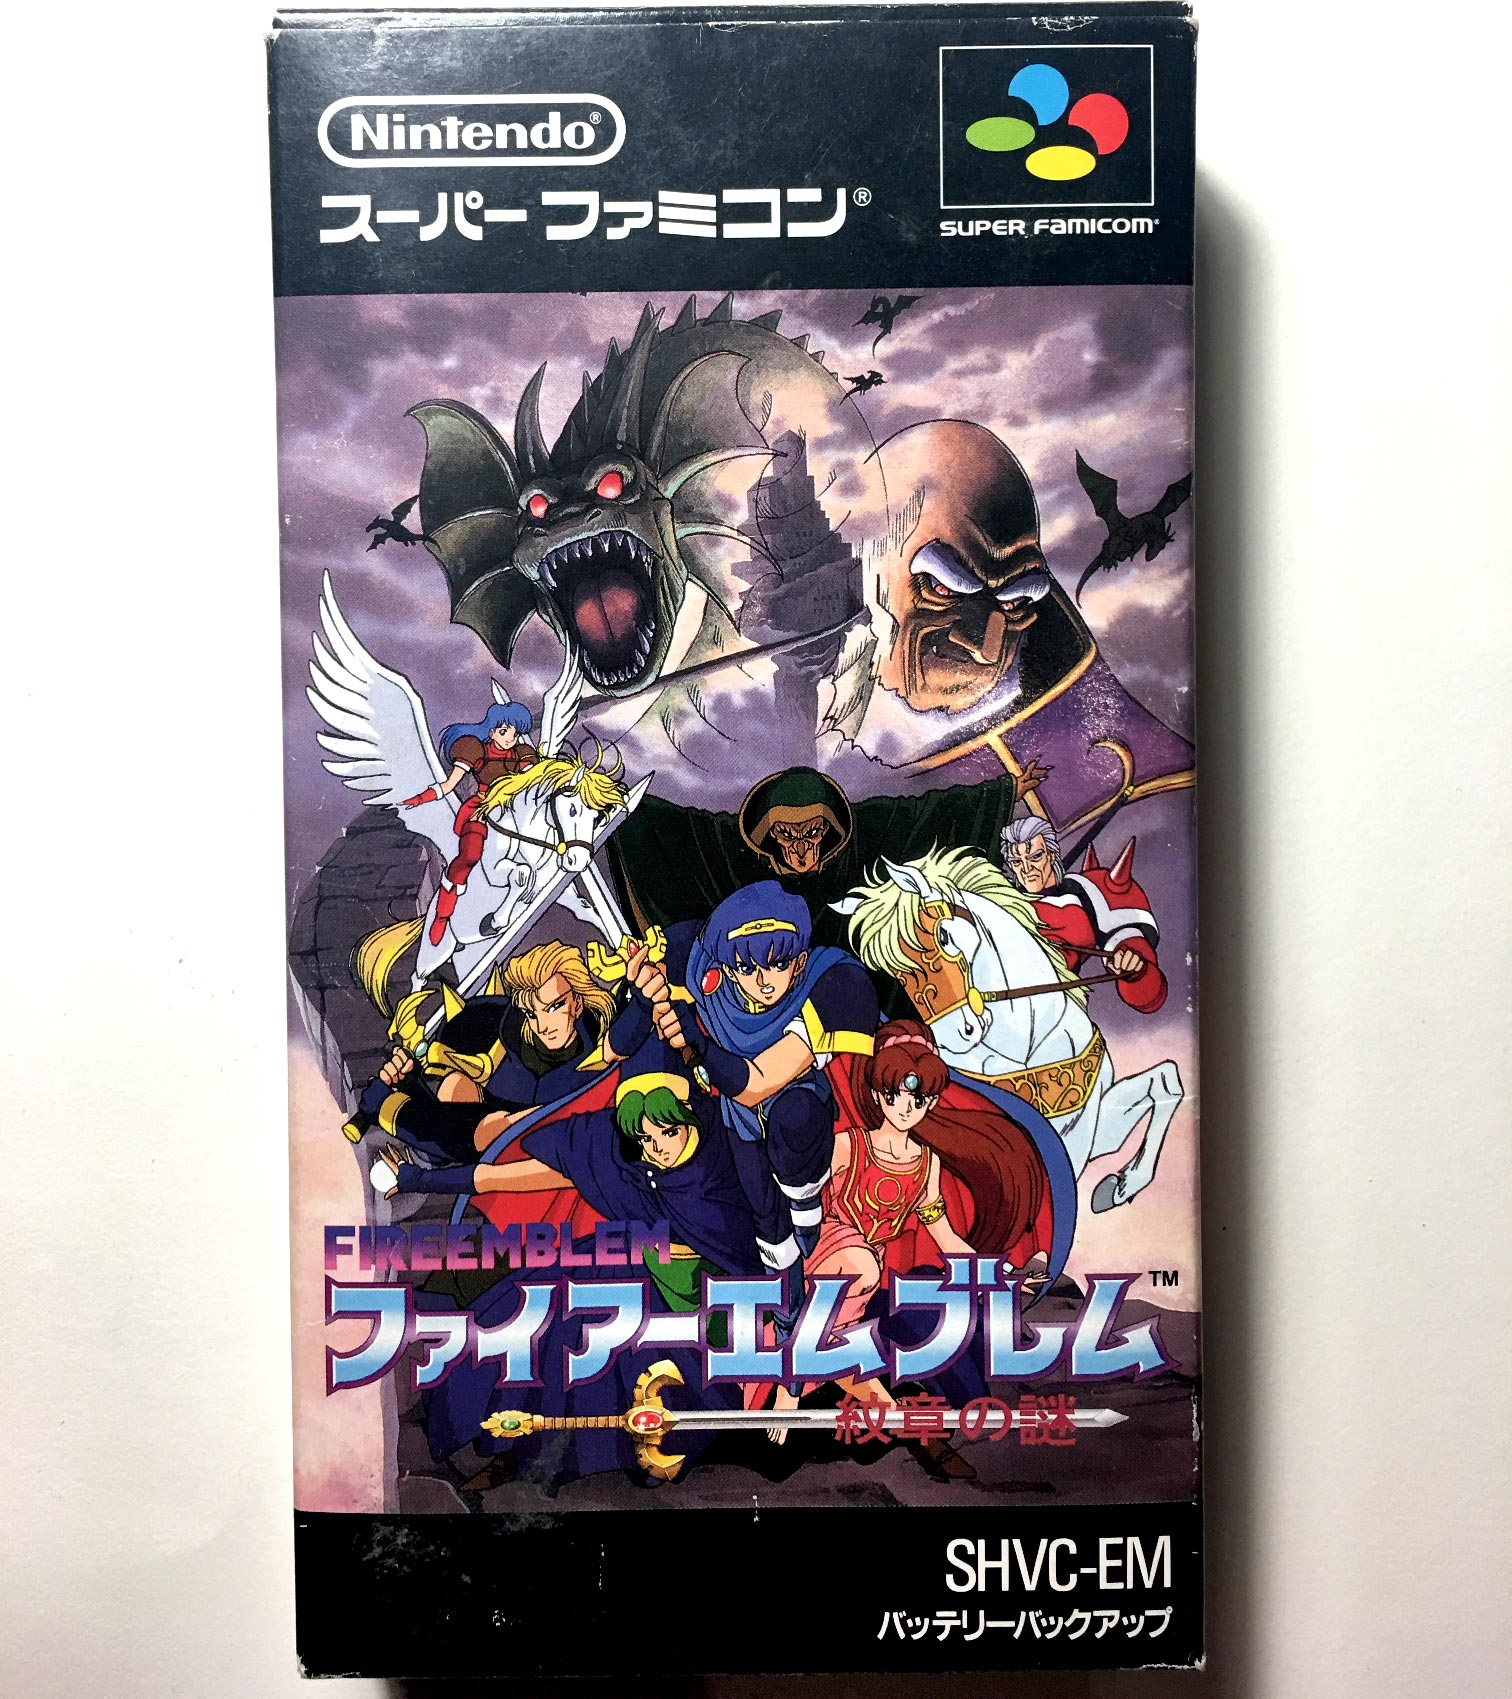 Nintendo®
スーパーファミコン®
SUPER FAMICOM®
FIREEMBLEM
ファイアーエムブレム™
紋章の謎
SHVC-EM
バッテリーバックアップ